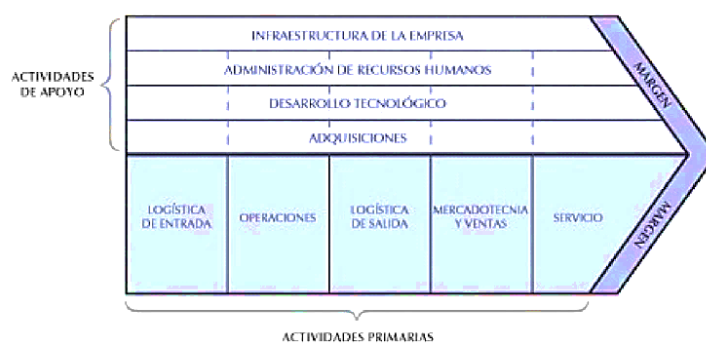 INFRAESTRUCTURA DE LA EMPRESA
ACTIVIDADES
DE APOYO
ADMINISTRACIÓN DE RECURSOS HUMANOS
DESARROLLO TECNOLÓGICO
ADQUISICIONES
MARGEN
LOGÍSTICA
DE ENTRADA
OPERACIONES
LOGÍSTICA
DE SALIDA
MERCADOTECNIA
Y VENTAS
SERVICIO
MARGEN
ACTIVIDADES PRIMARIAS